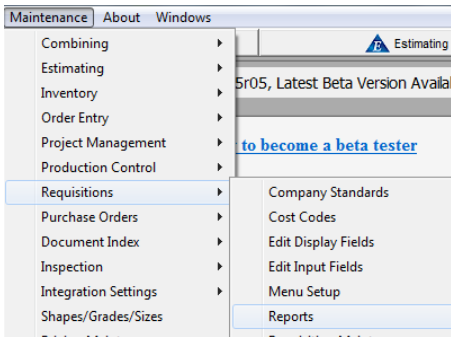 Maintenance About Windows
Combining
Estimating
Estimating
5r05, Latest Beta Version Availa
Inventory
Order Entry
Project Management
to become a beta tester
Production Control
Requisitions
Company Standards
Purchase Orders
Cost Codes
Document Index
Edit Display Fields
Inspection
Edit Input Fields
Integration Settings
Menu Setup
Shapes/Grades/Sizes
Reports